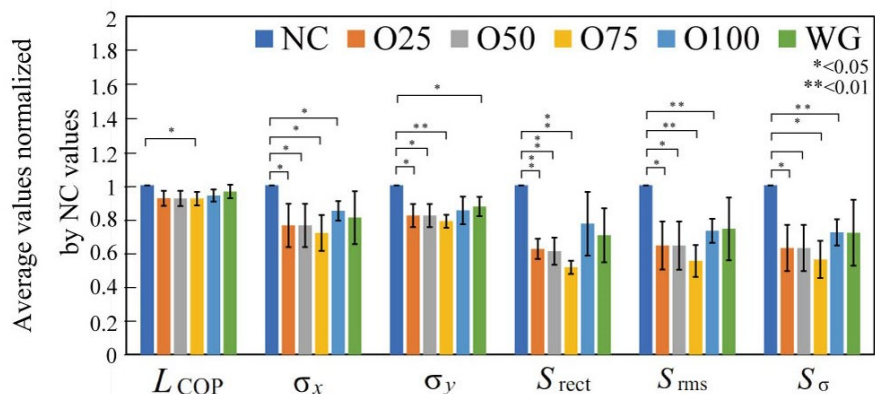 2
1.8
1.6
1.4
1.2
1
0.8
0.6
0.4
0.2
0
Average values normalized
by NC values
NC O25 O50 O75 O100 WG
*<0.05
**<0.01
*
* * * *
* * ** *
** ** **
* * ** **
* * **
L COP σx σy S rect S rms S σ